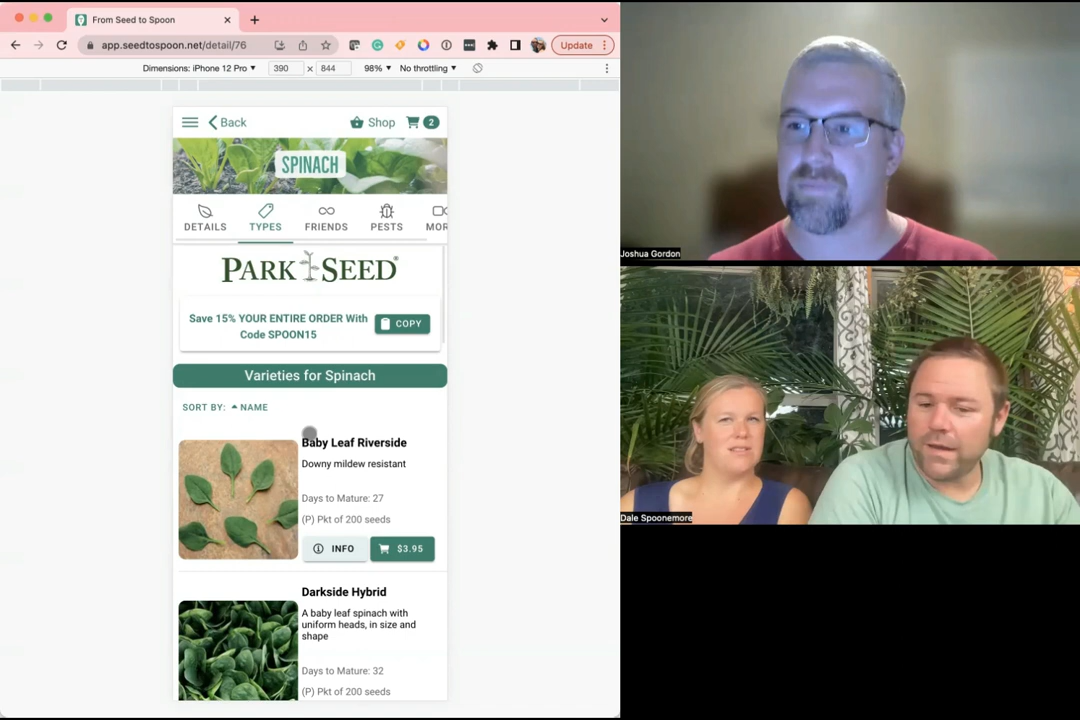 From Seed to Spoon
app.seedtospoon.net/detail/76
Update
Dimensions: iPhone 12 Pro
390 x 844
98%
No throttling
Back
Shop
2
SPINACH
DETAILS
TYPES
FRIENDS
PESTS
MOR
PARK SEED
Save 15% YOUR ENTIRE ORDER With
Code SPOON15
COPY
Varieties for Spinach
SORT BY: NAME
Baby Leaf Riverside
Downy mildew resistant
Days to Mature: 27
(P) Pkt of 200 seeds
INFO
$3.95
Darkside Hybrid
A baby leaf spinach with
uniform heads, in size and
shape
Days to Mature: 32
(P) Pkt of 200 seeds
Joshua Gordon
Dale Spoonemore